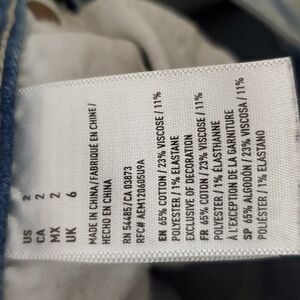 US 2
CA 2
MX 2
UK 6
MADE IN CHINA/FABRIQUÉ EN CHINE/
HECHO EN CHINA
RN 54485/CA 03873
RFC# AEM120605U9A
EN 65% COTTON / 23% VISCOSE / 11%
POLYESTER / 1% ELASTANE
EXCLUSIVE OF DECORATION
FR 65% COTON / 23% VISCOSE / 11%
POLYESTER / 1% ÉLASTHANNE
À L'EXCEPTION DE LA GARNITURE
SP 65% ALGODÓN / 23% VISCOSA / 11%
POLIÉSTER / 1% ELASTANO